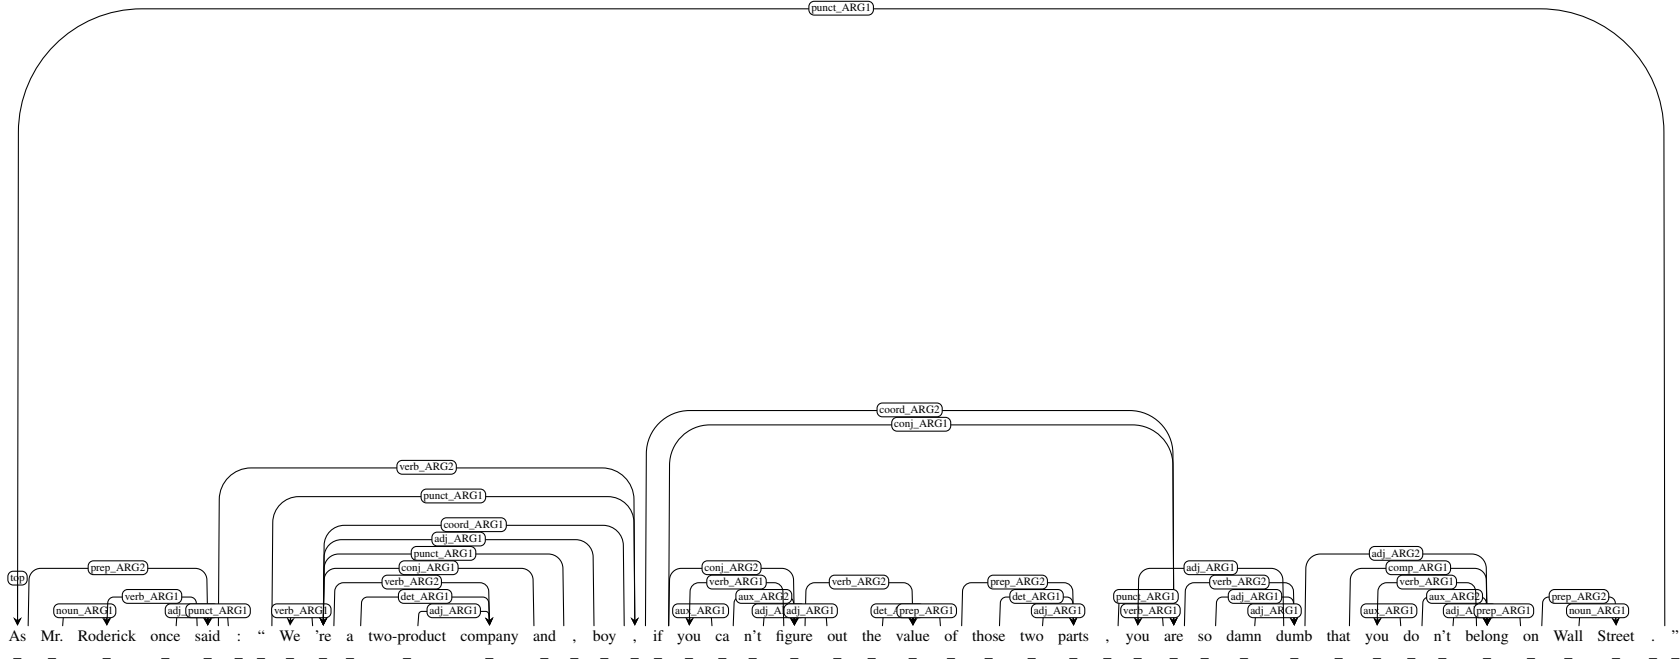 punct_ARG1
coord_ARG2
conj_ARG1
verb_ARG2
punct_ARG1
coord_ARG1
adj_ARG1
punct_ARG1
adj_ARG2
top prep_ARG2 conj_ARG1 conj_ARG2 adj_ARG1 comp_ARG1
verb_ARG2 verb_ARG1 verb_ARG2 prep_ARG2 verb_ARG2 verb_ARG1
verb_ARG1 det_ARG1 aux_ARG2 det_ARG1 punct_ARG1 adj_ARG1 aux_ARG2 prep_ARG2
noun_ARG1 punct_ARG1 verb_ARG1 adj_ARG1 aux_ARG1 adj_ARG1 prep_ARG1 adj_ARG1 verb_ARG1 adj_ARG1 aux_ARG1 prep_ARG1 noun_ARG1
As Mr. Roderick once said : “ We ’re a two-product company and , boy , if you ca n’t figure out the value of those two parts , you are so damn dumb that you do n’t belong on Wall Street . ”